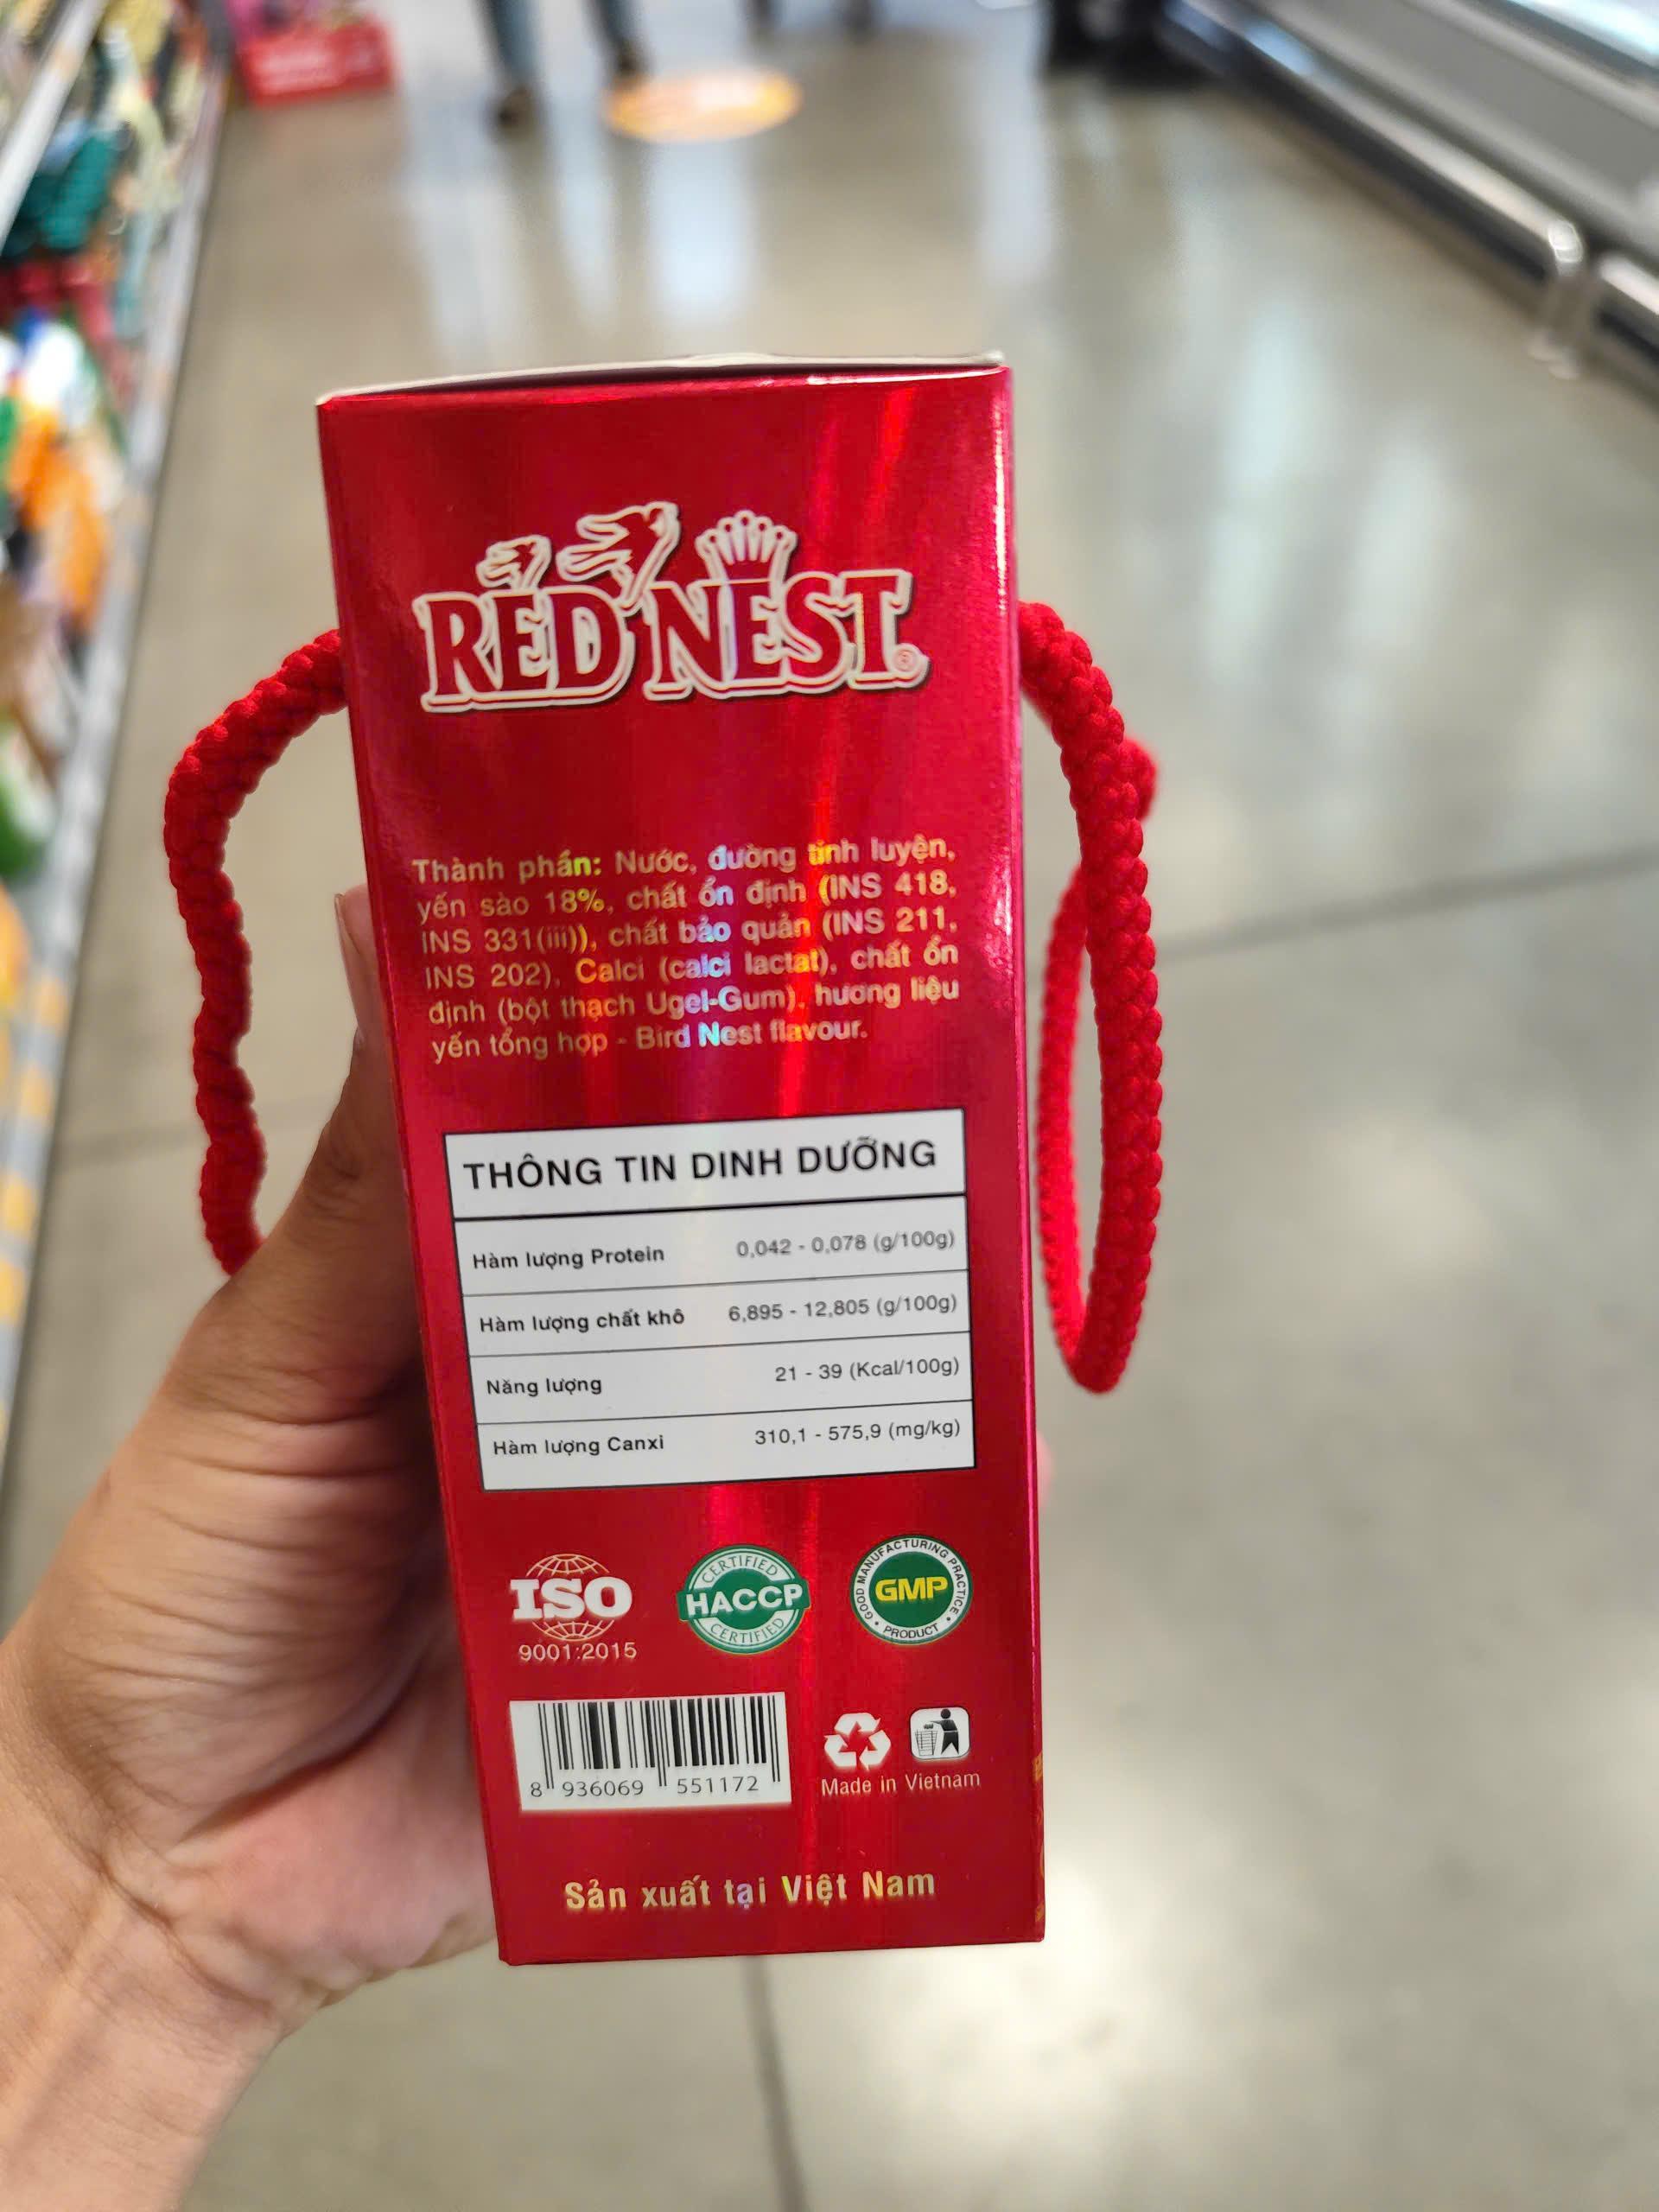 RED NEST®
Thành phần: Nước, đường tinh luyện,
yến sào 18%, chất ổn định (INS 418,
INS 331(iii)), chất bảo quản (INS 211,
INS 202), Calci (calci lactat), chất ổn
định (bột thạch Ugel-Gum), hương liệu
yến tổng hợp - Bird Nest flavour.
THÔNG TIN DINH DƯỠNG
Hàm lượng Protein 0,042 - 0,078 (g/100g)
Hàm lượng chất khô 6,895 - 12,805 (g/100g)
Năng lượng 21 - 39 (Kcal/100g)
Hàm lượng Canxi 310,1 - 575,9 (mg/kg)
ISO
9001:2015
CERTIFIED
HACCP
CERTIFIED
GOOD MANUFACTURING PRACTICE
GMP
PRODUCT
8 936069 551172
Made in Vietnam
Sản xuất tại Việt Nam